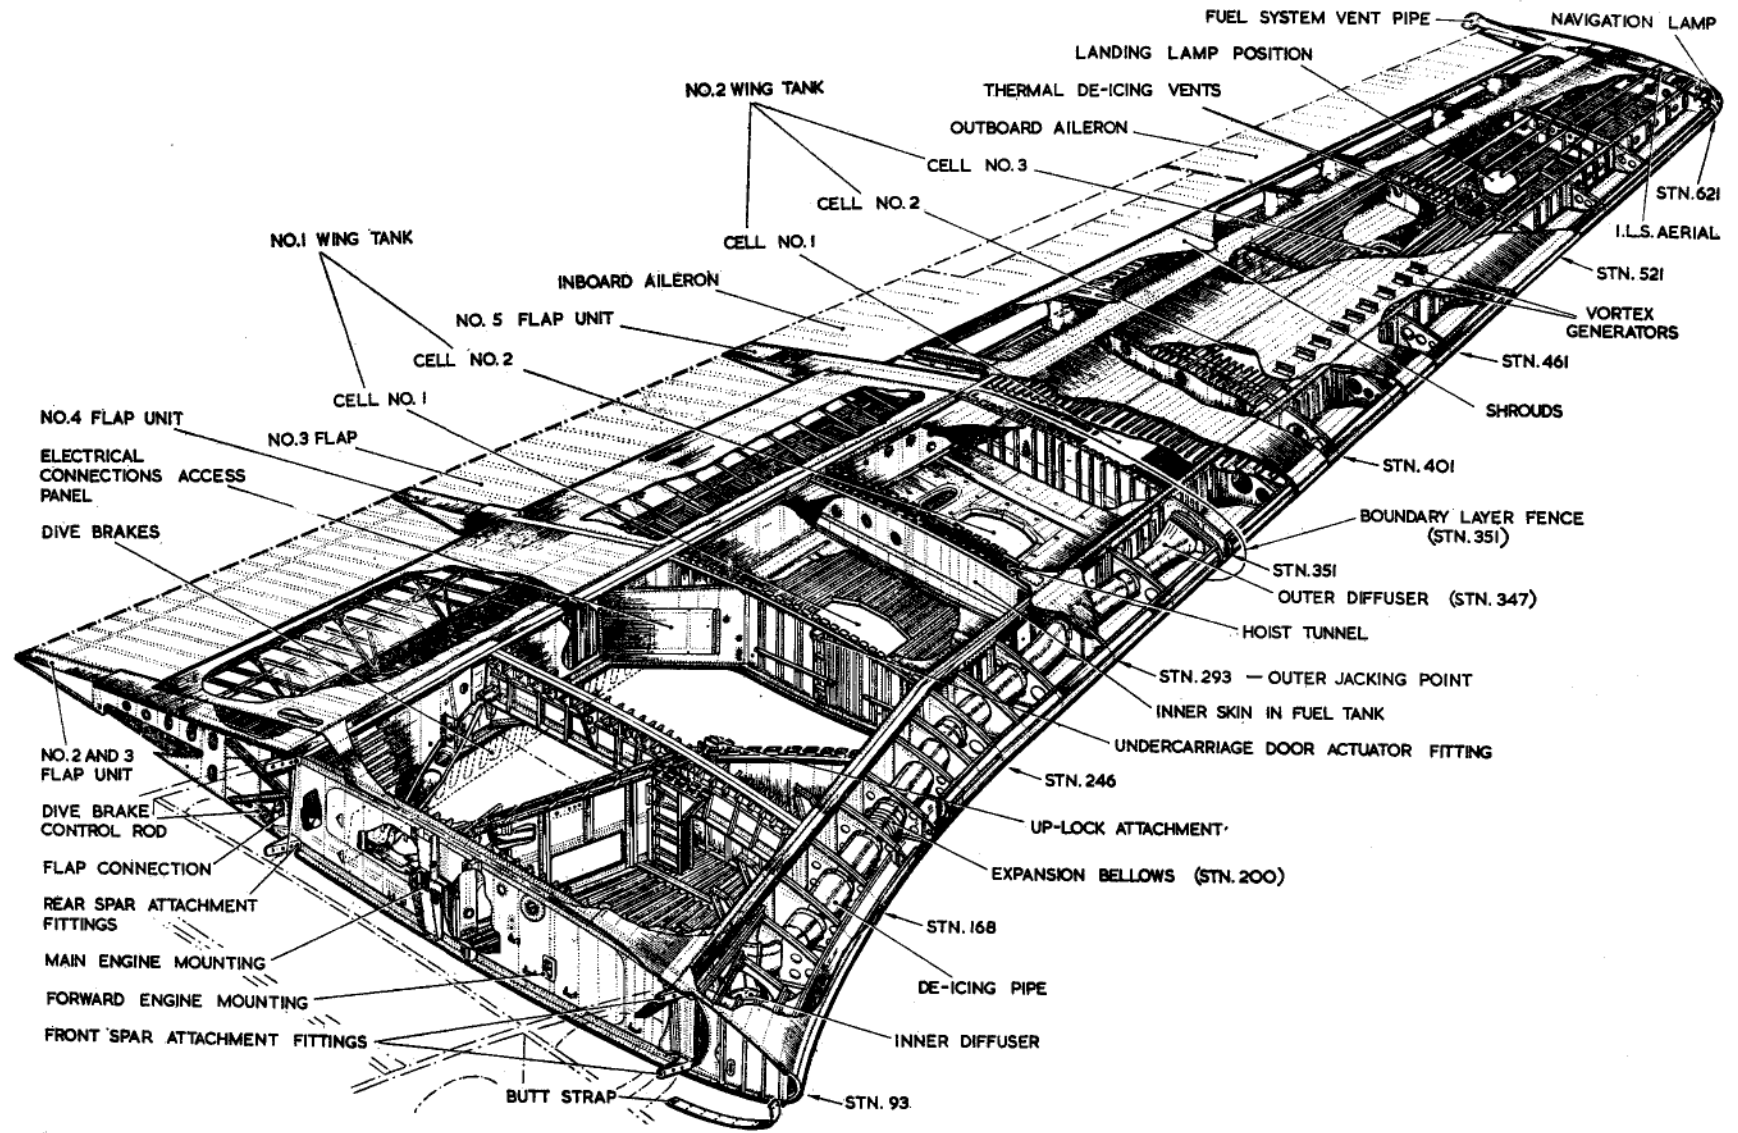 FUEL SYSTEM VENT PIPE
NAVIGATION LAMP
LANDING LAMP POSITION
THERMAL DE-ICING VENTS
NO.2 WING TANK
OUTBOARD AILERON
CELL NO.3
CELL NO.2
CELL NO.1
STN.621
I.L.S. AERIAL
STN.521
VORTEX
GENERATORS
STN.461
SHROUDS
STN.401
NO.1 WING TANK
INBOARD AILERON
NO. 5 FLAP UNIT
CELL NO.2
CELL NO.1
NO.4 FLAP UNIT
NO.3 FLAP
ELECTRICAL
CONNECTIONS ACCESS
PANEL
DIVE BRAKES
BOUNDARY LAYER FENCE
(STN.351)
STN.351
OUTER DIFFUSER (STN.347)
HOIST TUNNEL
STN.293 — OUTER JACKING POINT
INNER SKIN IN FUEL TANK
UNDERCARRIAGE DOOR ACTUATOR FITTING
STN.246
UP-LOCK ATTACHMENT
EXPANSION BELLOWS (STN.200)
STN.168
DE-ICING PIPE
INNER DIFFUSER
STN.93
NO.2 AND 3
FLAP UNIT
DIVE BRAKE
CONTROL ROD
FLAP CONNECTION
REAR SPAR ATTACHMENT
FITTINGS
MAIN ENGINE MOUNTING
FORWARD ENGINE MOUNTING
FRONT SPAR ATTACHMENT FITTINGS
BUTT STRAP